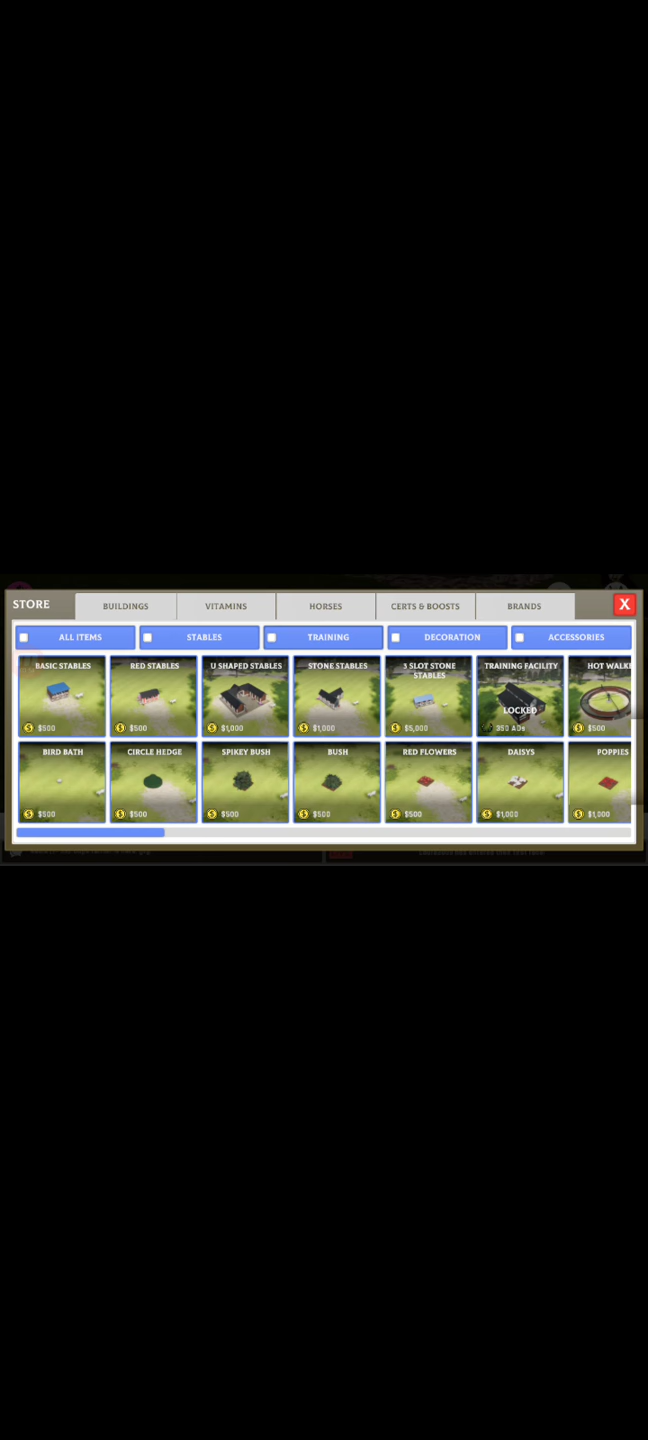 STORE
BUILDINGS
VITAMINS
HORSES
CERTS & BOOSTS
BRANDS
X
ALL ITEMS
STABLES
TRAINING
DECORATION
ACCESSORIES
BASIC STABLES
$500
RED STABLES
$500
U SHAPED STABLES
$1,000
STONE STABLES
$1,000
3 SLOT STONE
STABLES
$5,000
TRAINING FACILITY
LOCKED
350 ADs
HOT WALK
$500
BIRD BATH
$500
CIRCLE HEDGE
$500
SPIKEY BUSH
$500
BUSH
$500
RED FLOWERS
$500
DAISYS
$1,000
POPPIES
$1,000